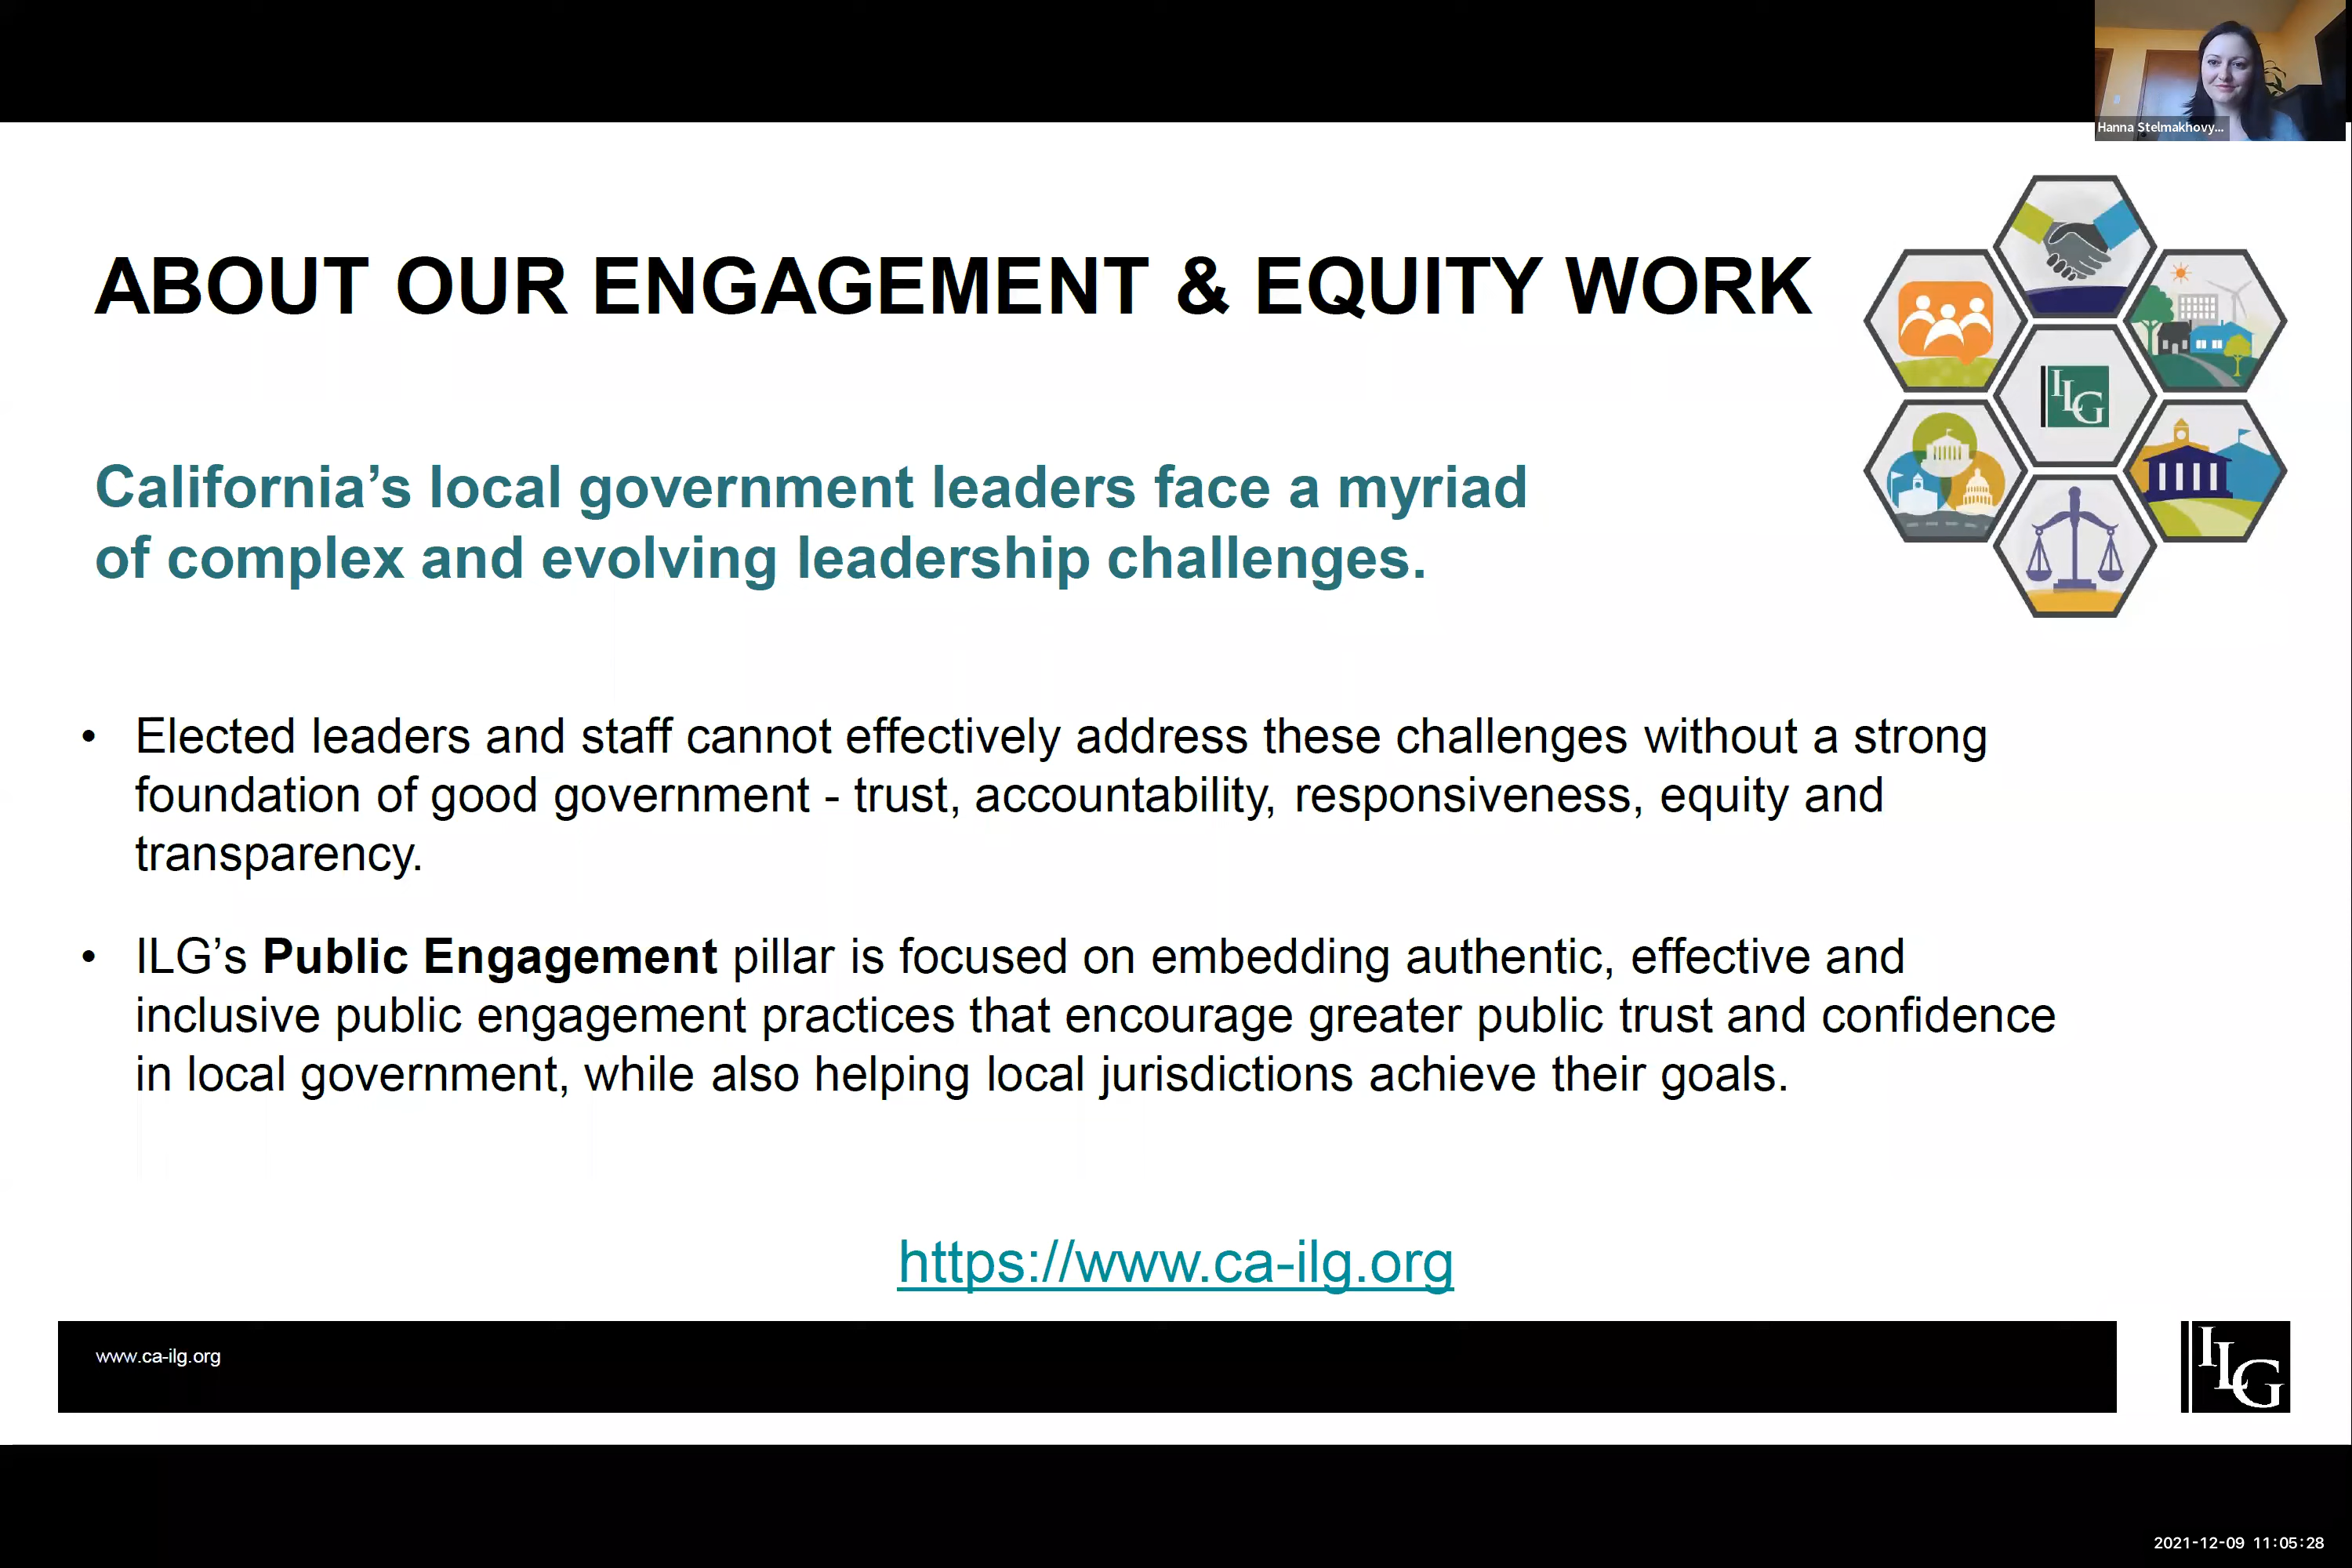 Hanna Stelmakhovy...
ABOUT OUR ENGAGEMENT & EQUITY WORK
ILG
California’s local government leaders face a myriad
of complex and evolving leadership challenges.
• Elected leaders and staff cannot effectively address these challenges without a strong
foundation of good government - trust, accountability, responsiveness, equity and
transparency.
• ILG’s Public Engagement pillar is focused on embedding authentic, effective and
inclusive public engagement practices that encourage greater public trust and confidence
in local government, while also helping local jurisdictions achieve their goals.
https://www.ca-ilg.org
www.ca-ilg.org
ILG
2021-12-09 11:05:28